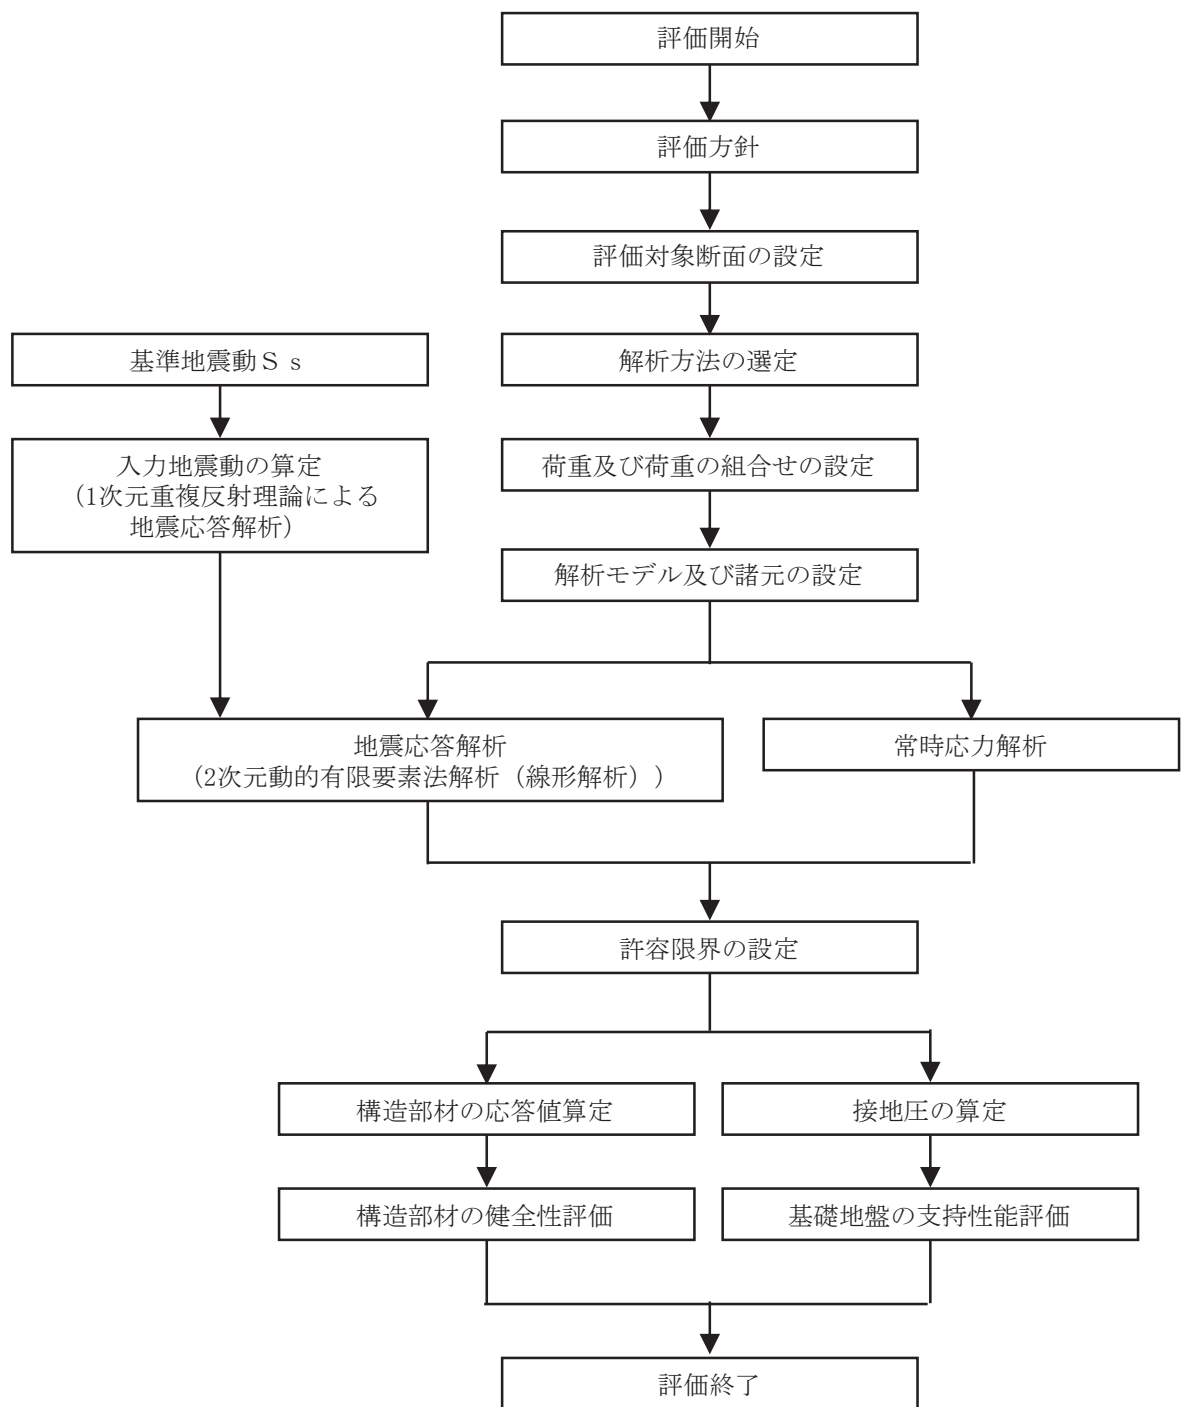 評価開始
評価方針
評価対象断面の設定
基準地震動Ｓｓ
解析方法の選定
入力地震動の算定
（1次元重複反射理論による
地震応答解析）
荷重及び荷重の組合せの設定
解析モデル及び諸元の設定
地震応答解析
（2次元動的有限要素法解析（線形解析））
常時応力解析
許容限界の設定
構造部材の応答値算定
接地圧の算定
構造部材の健全性評価
基礎地盤の支持性能評価
評価終了